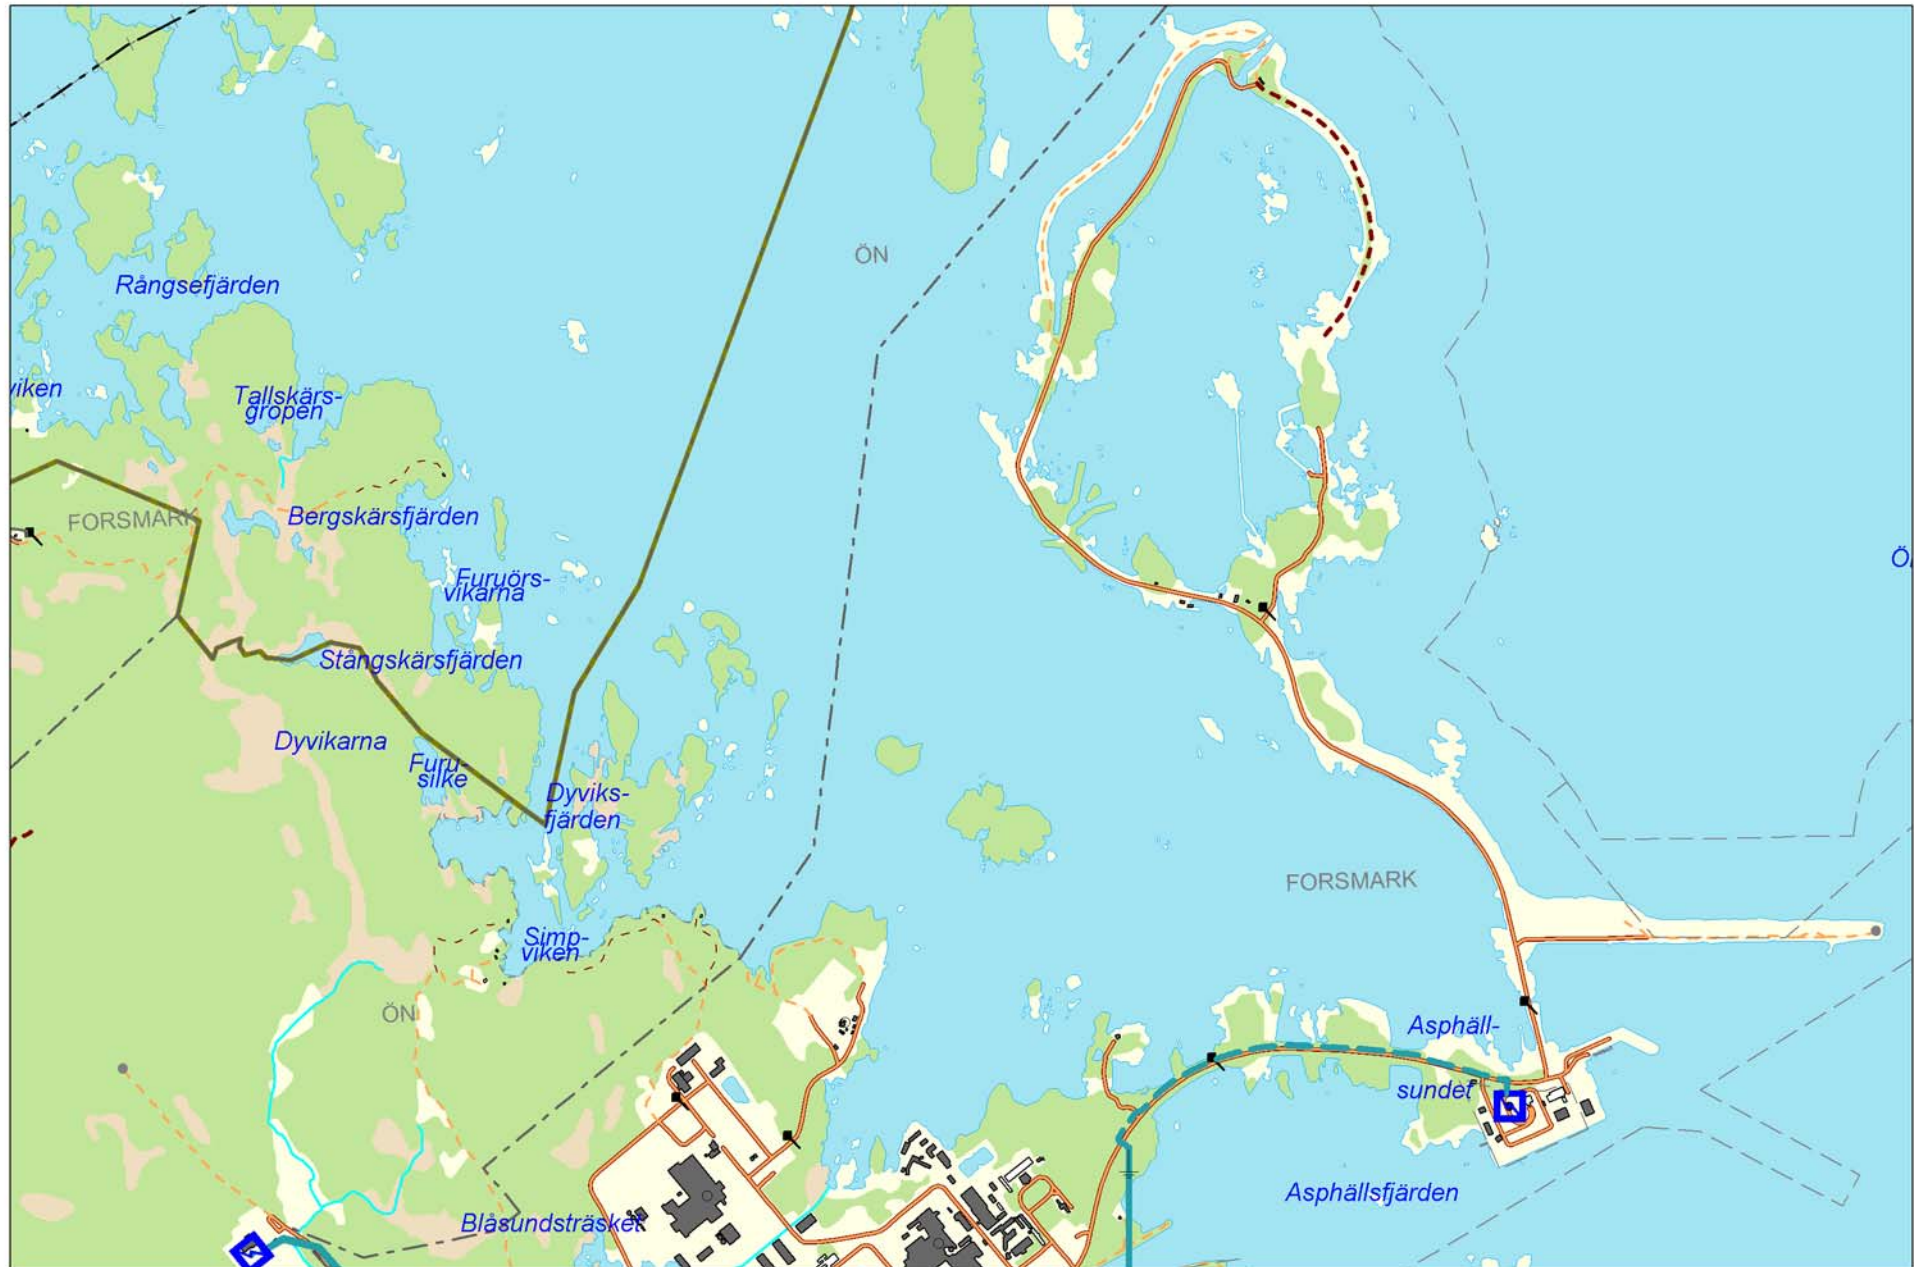 ÖN
Rångsefjärden
viken
Tallskärs-
gropen
FORSMARK
Bergskärsfjärden
Furuörs-
vikarna
Stångskärsfjärden
Dyvikarna
Furu-
silke
Dyviks-
fjärden
FORSMARK
Simp-
viken
ÖN
Asphäll-
sundet
Asphällsfjärden
Blåsundsträsket